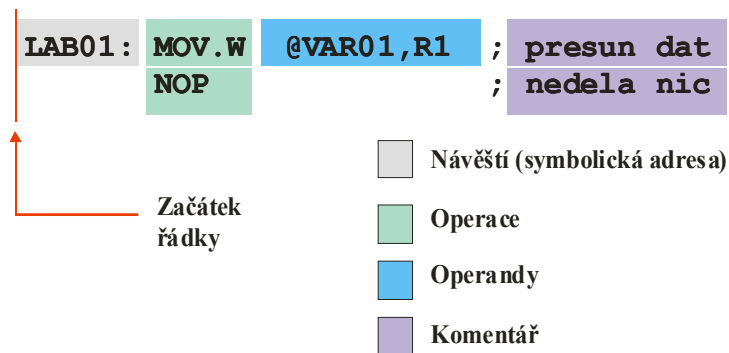 LAB01: MOV.W @VAR01,R1 ; presun dat
NOP ; nedela nic
Návěští (symbolická adresa)
Začátek
řádky
Operace
Operandy
Komentář